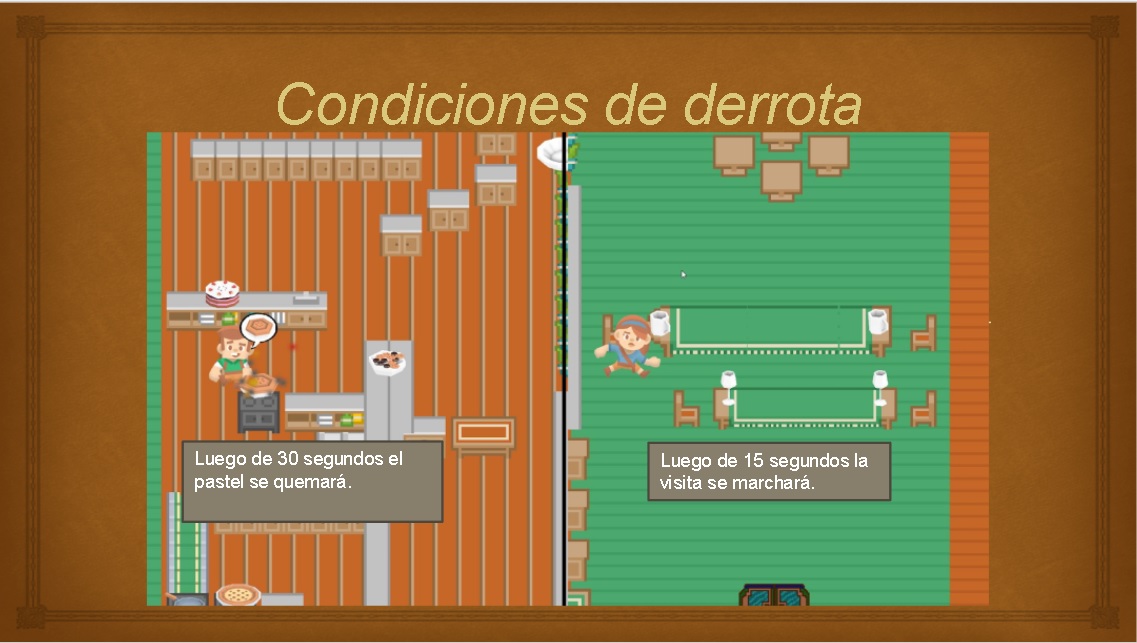 Condiciones de derrota
Luego de 30 segundos el
pastel se quemará.
Luego de 15 segundos la
visita se marchará.